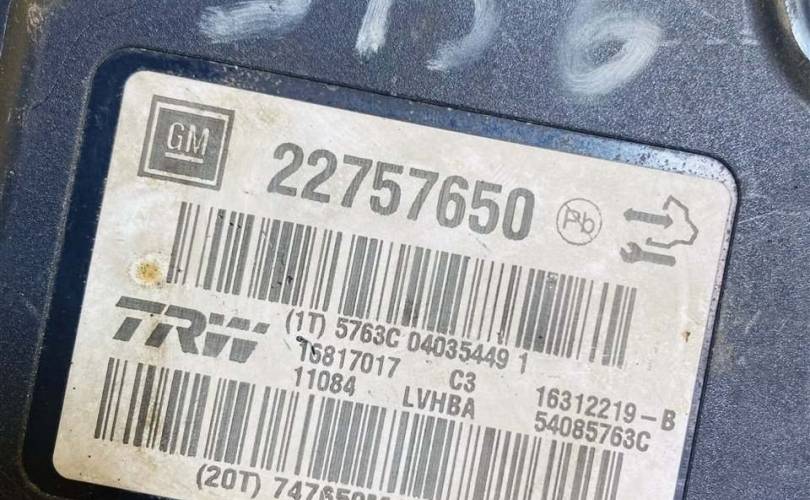 GM 22757650 Pb
(1T) 5763C 04035449 1
TRW
16817017 C3 16312219-B
11084 LVHBA 54085763C